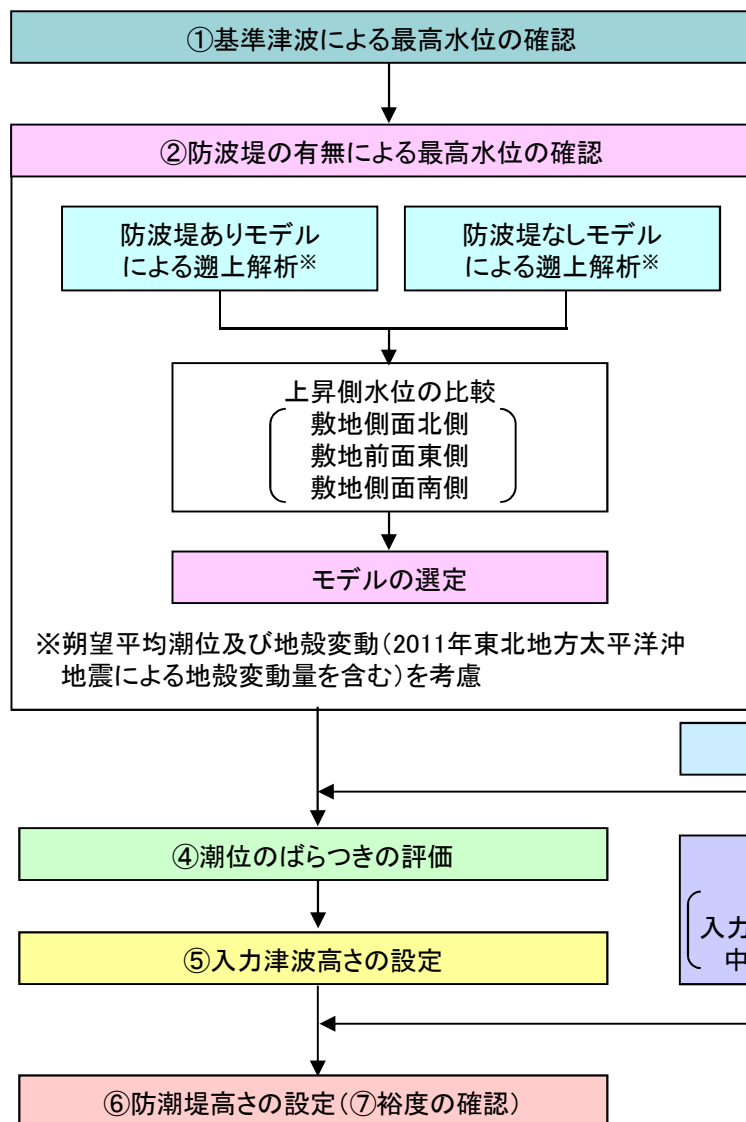 ①基準津波による最高水位の確認
②防波堤の有無による最高水位の確認
防波堤ありモデル
による遡上解析※
防波堤なしモデル
による遡上解析※
上昇側水位の比較
敷地側面北側
敷地前面東側
敷地側面南側
モデルの選定
※朔望平均潮位及び地殻変動(2011年東北地方太平洋沖
地震による地殻変動量を含む)を考慮
④潮位のばらつきの評価
入力
中
⑤入力津波高さの設定
⑥防潮堤高さの設定(⑦裕度の確認)